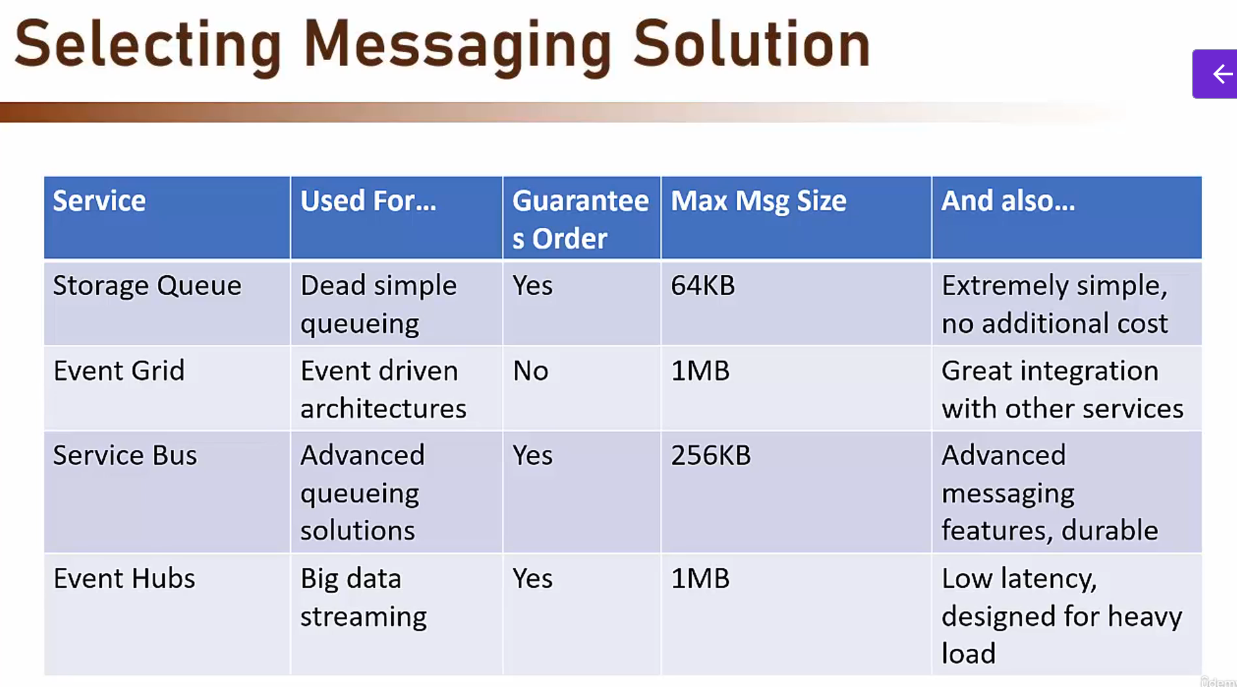 Selecting Messaging Solution
Service
Used For...
Guarantee
s Order
Max Msg Size
And also...
Storage Queue
Dead simple
queueing
Yes
64KB
Extremely simple,
no additional cost
Event Grid
Event driven
architectures
No
1MB
Great integration
with other services
Service Bus
Advanced
queueing
solutions
Yes
256KB
Advanced
messaging
features, durable
Event Hubs
Big data
streaming
Yes
1MB
Low latency,
designed for heavy
load